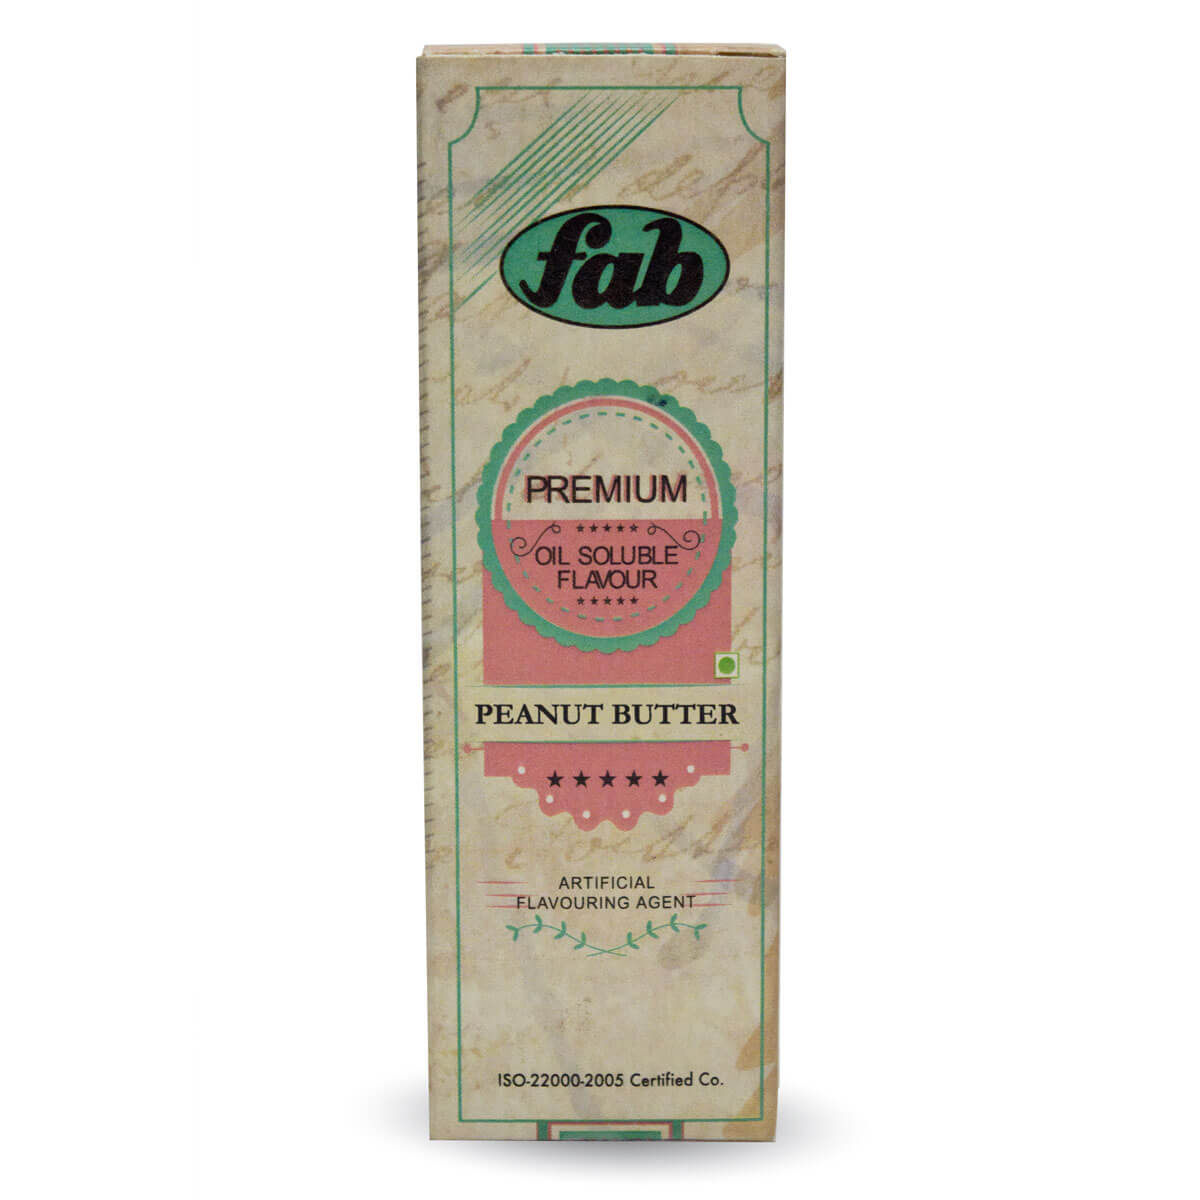 fab
PREMIUM
OIL SOLUBLE
FLAVOUR
PEANUT BUTTER
ARTIFICIAL
FLAVOURING AGENT
ISO-22000-2005 Certified Co.